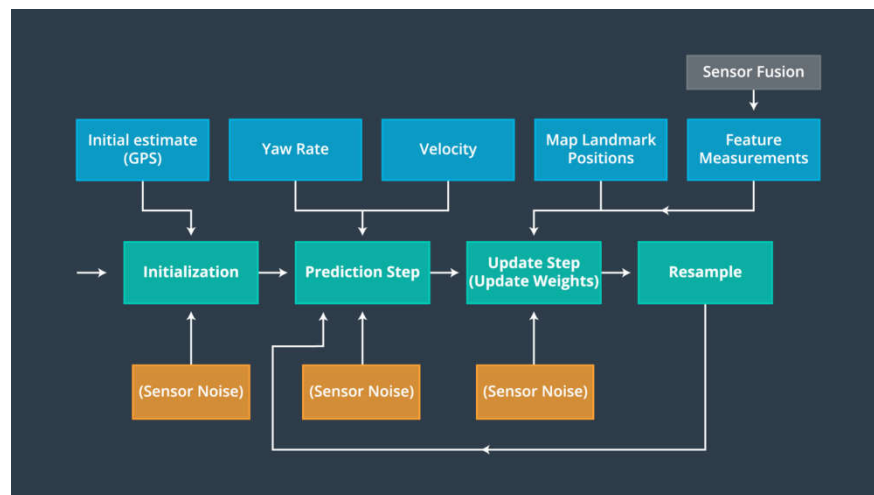 Sensor Fusion
Initial estimate
(GPS)
Yaw Rate
Velocity
Map Landmark
Positions
Feature
Measurements
Initialization
Prediction Step
Update Step
(Update Weights)
Resample
(Sensor Noise)
(Sensor Noise)
(Sensor Noise)